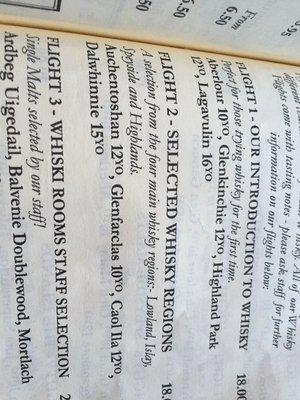 From
6.50
5.50
.50
.95
whisky. All of our Whisky
Flights come with tasting notes - please ask staff for further
information on our flights below:
FLIGHT 1 - OUR INTRODUCTION TO WHISKY
18.00
Perfect for those trying whisky for the first time.
Aberlour 10YO, Glenkinchie 12YO, Highland Park
12YO, Lagavulin 16YO
FLIGHT 2 - SELECTED WHISKY REGIONS
18.0
A selection from the four main whisky regions:- Lowland, Islay,
Speyside and Highlands.
Auchentoshan 12YO, Glenfarclas 10YO, Caol Ila 12YO,
Dalwhinnie 15YO
FLIGHT 3 - WHISKI ROOMS STAFF SELECTION
2
Single Malts selected by our staff!
Ardbeg Uigedail, Balvenie Doublewood, Mortlach